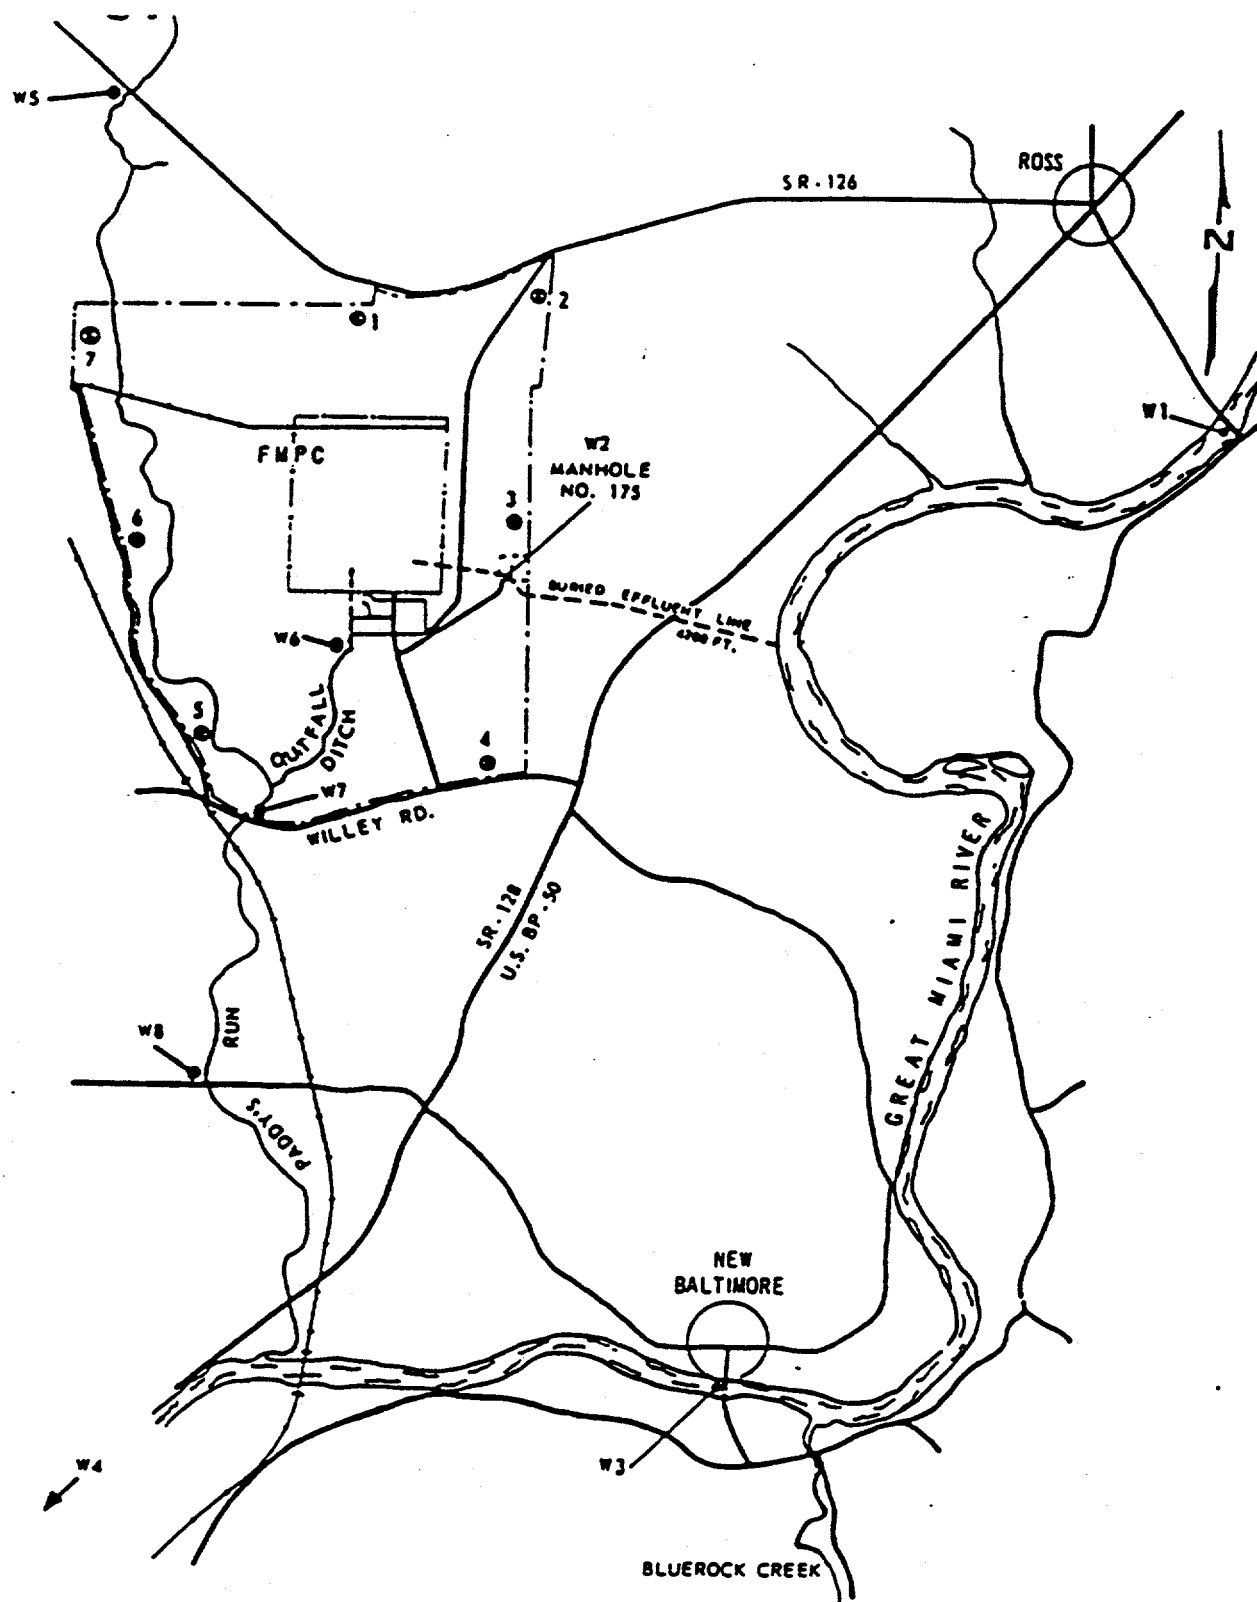 W5
ROSS
SR-126
N
1
2
7
W1
FMPC
W2
MANHOLE
NO. 175
3
6
BURIED EFFLUENT LINE
4200 FT.
W6
5
OUTFALL
DITCH
4
W7
WILLEY RD.
GREAT MIAMI RIVER
SR-128
U.S. BP-50
W8
RUN
PADDY'S
NEW
BALTIMORE
W4
W3
BLUEROCK CREEK